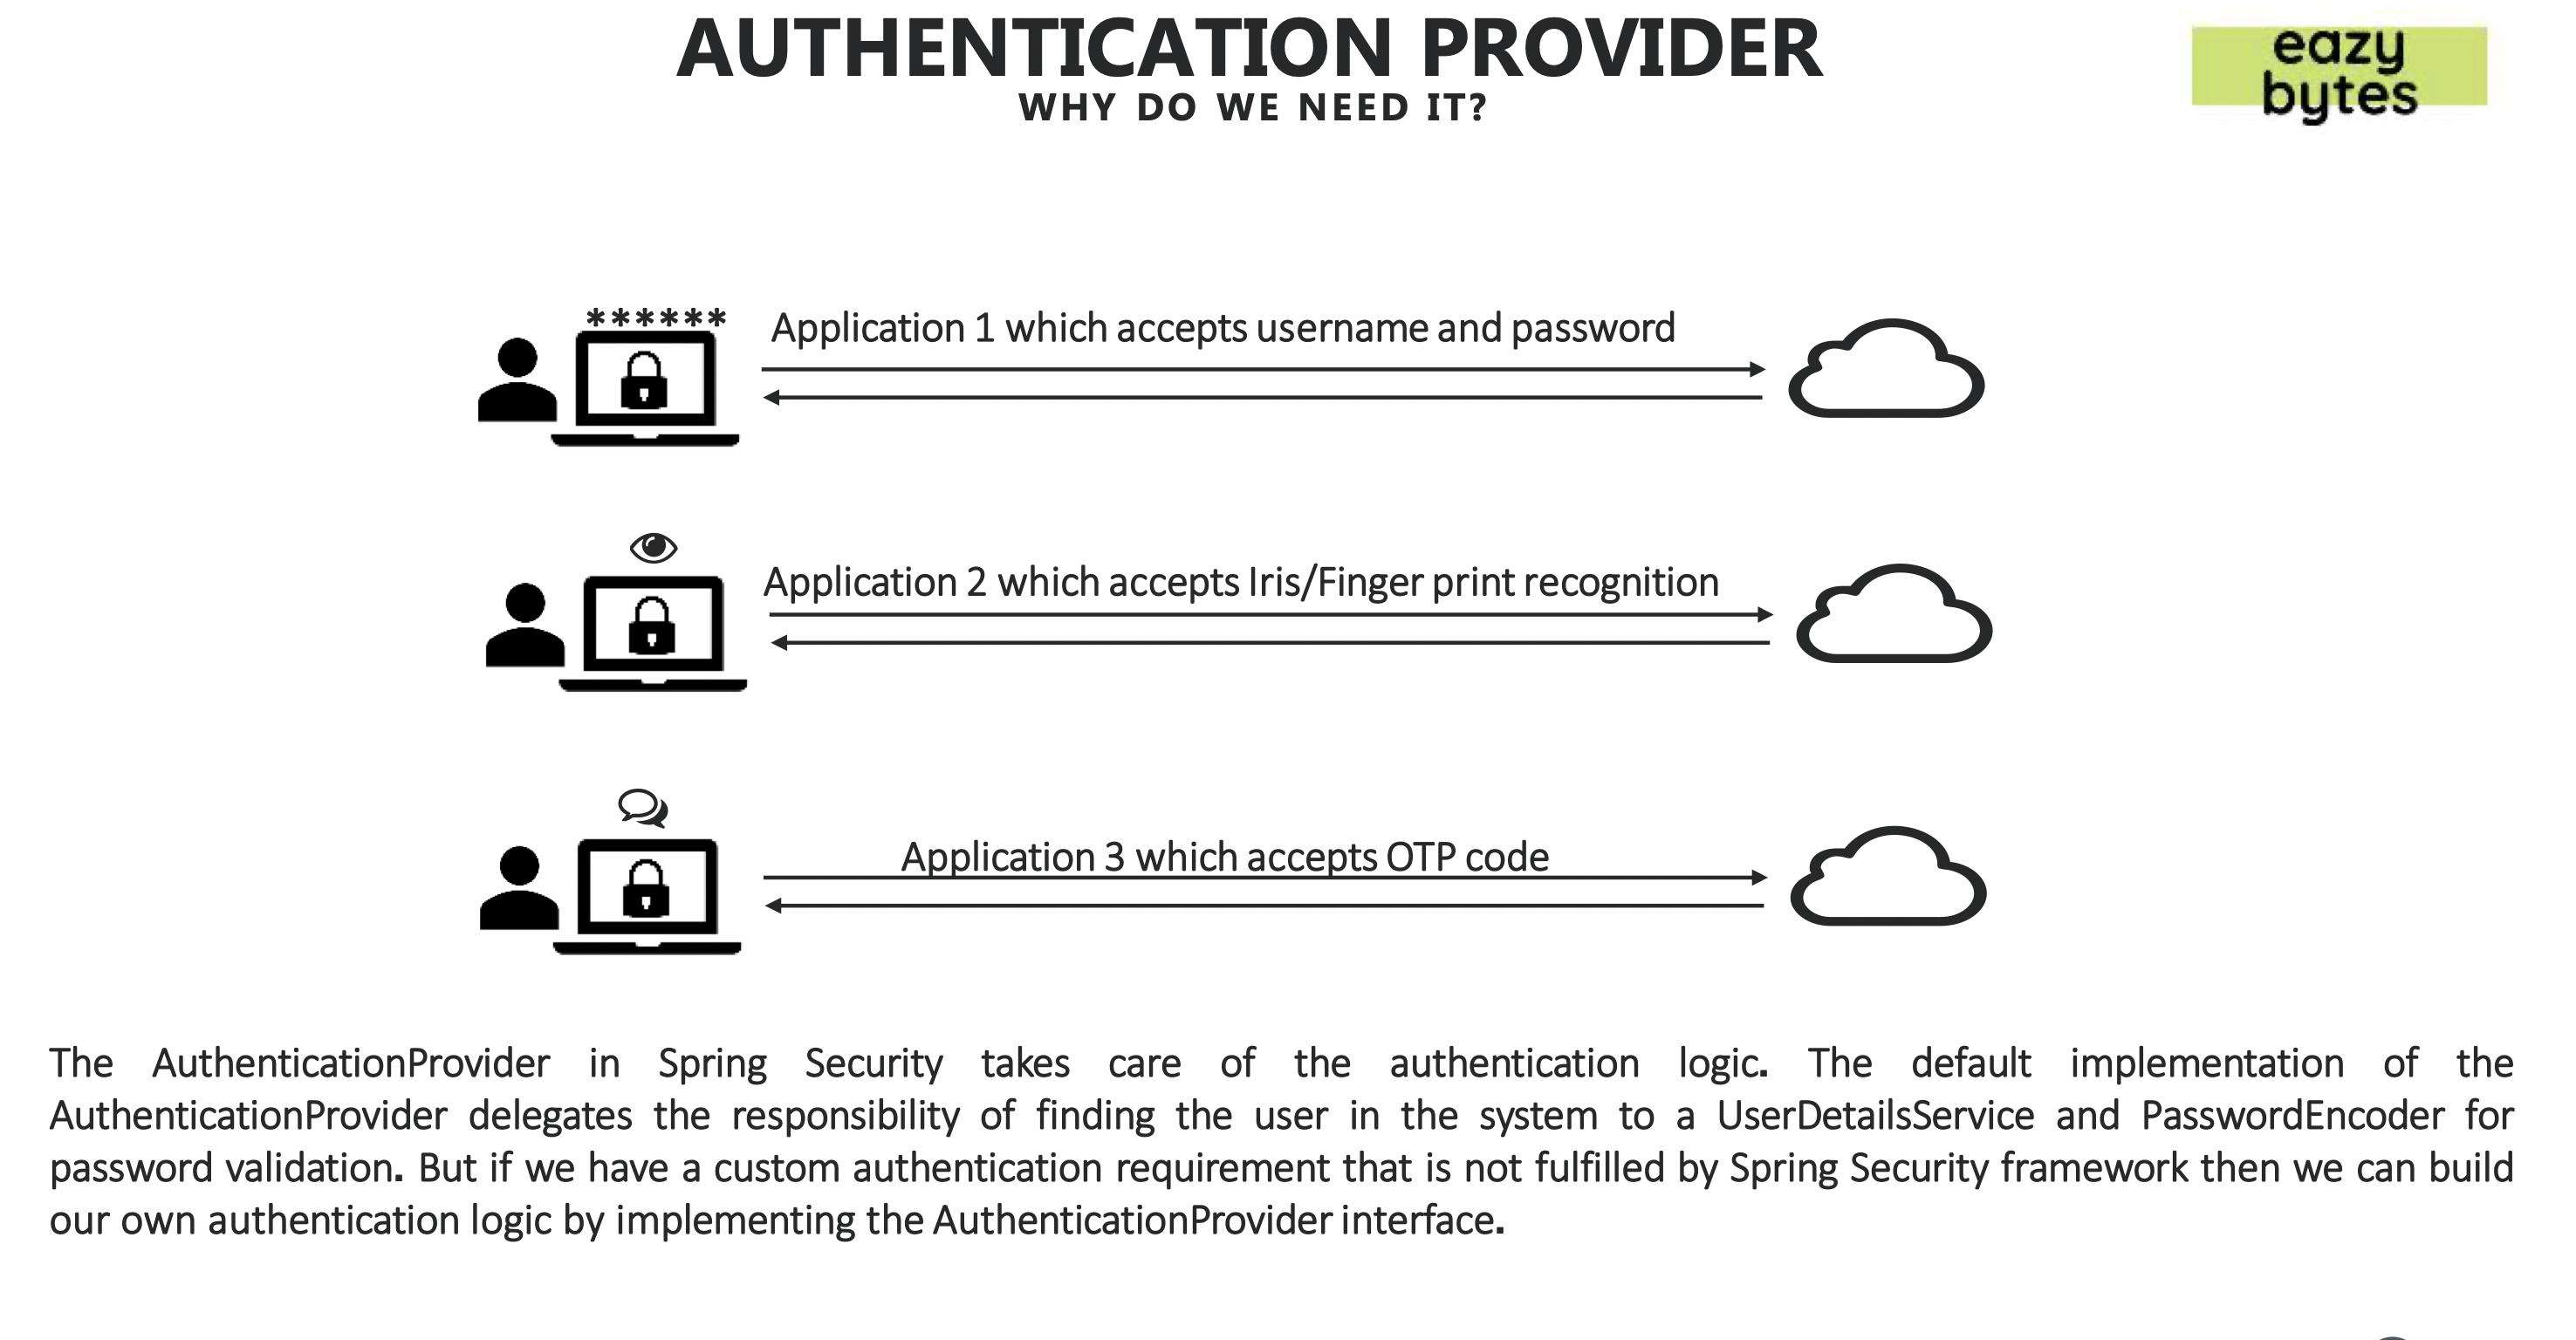 AUTHENTICATION PROVIDER
WHY DO WE NEED IT?
eazy
bytes
******
Application 1 which accepts username and password
Application 2 which accepts Iris/Finger print recognition
Application 3 which accepts OTP code
The AuthenticationProvider in Spring Security takes care of the authentication logic. The default implementation of the
AuthenticationProvider delegates the responsibility of finding the user in the system to a UserDetailsService and PasswordEncoder for
password validation. But if we have a custom authentication requirement that is not fulfilled by Spring Security framework then we can build
our own authentication logic by implementing the AuthenticationProvider interface.